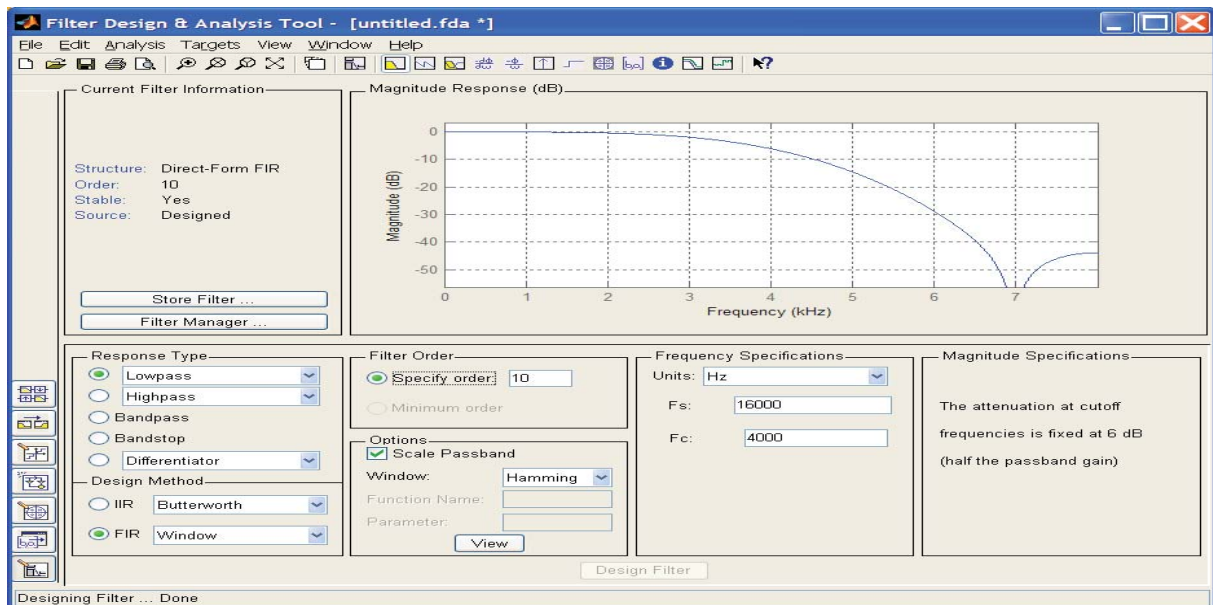 Filter Design & Analysis Tool - [untitled.fda *]
File Edit Analysis Targets View Window Help
Current Filter Information
Structure: Direct-Form FIR
Order: 10
Stable: Yes
Source: Designed
Store Filter ...
Filter Manager ...
Magnitude Response (dB)
Magnitude (dB)
0
-10
-20
-30
-40
-50
0 1 2 3 4 5 6 7
Frequency (kHz)
Response Type
Lowpass
Highpass
Bandpass
Bandstop
Differentiator
Design Method
IIR Butterworth
FIR Window
Filter Order
Specify order: 10
Minimum order
Options
Scale Passband
Window: Hamming
Function Name:
Parameter:
View
Frequency Specifications
Units: Hz
Fs: 16000
Fc: 4000
Magnitude Specifications
The attenuation at cutoff
frequencies is fixed at 6 dB
(half the passband gain)
Design Filter
Designing Filter ... Done